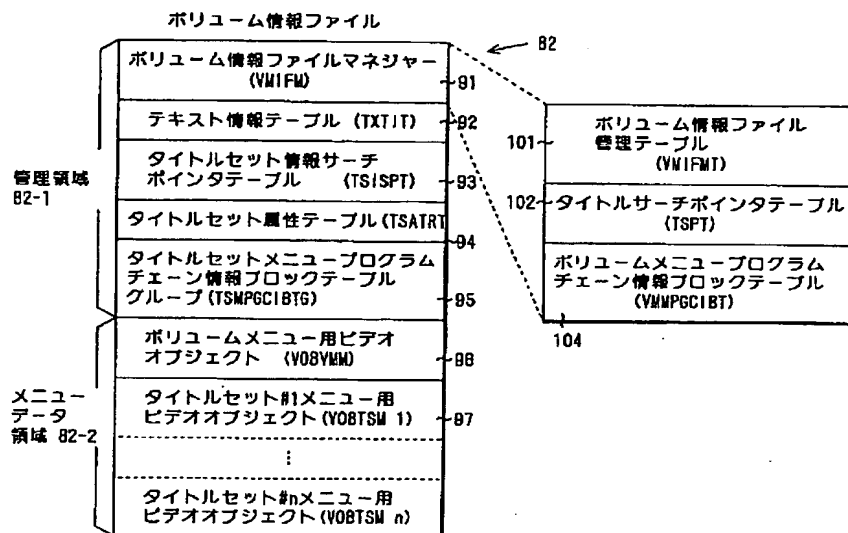 ボリューム情報ファイル
82
ボリューム情報ファイルマネジャー
(VMIFM)
91
テキスト情報テーブル (TXTIT)
92
タイトルセット情報サーチ
ポインタテーブル (TSISPT)
93
タイトルセット属性テーブル(TSATRT
94
タイトルセットメニュープログラム
チェーン情報ブロックテーブル
グループ(TSMPGCIBTG)
95
管理領域
82-1
ボリュームメニュー用ビデオ
オブジェクト (VOBVMM)
98
タイトルセット#1メニュー用
ビデオオブジェクト(VOBTSM 1)
97
⋮
タイトルセット#nメニュー用
ビデオオブジェクト(VOBTSM n)
メニュー
データ
領域 82-2
101
ボリューム情報ファイル
管理テーブル
(VMIFMT)
102
タイトルサーチポインタテーブル
(TSPT)
ボリュームメニュープログラム
チェーン情報ブロックテーブル
(VMMPGCIBT)
104